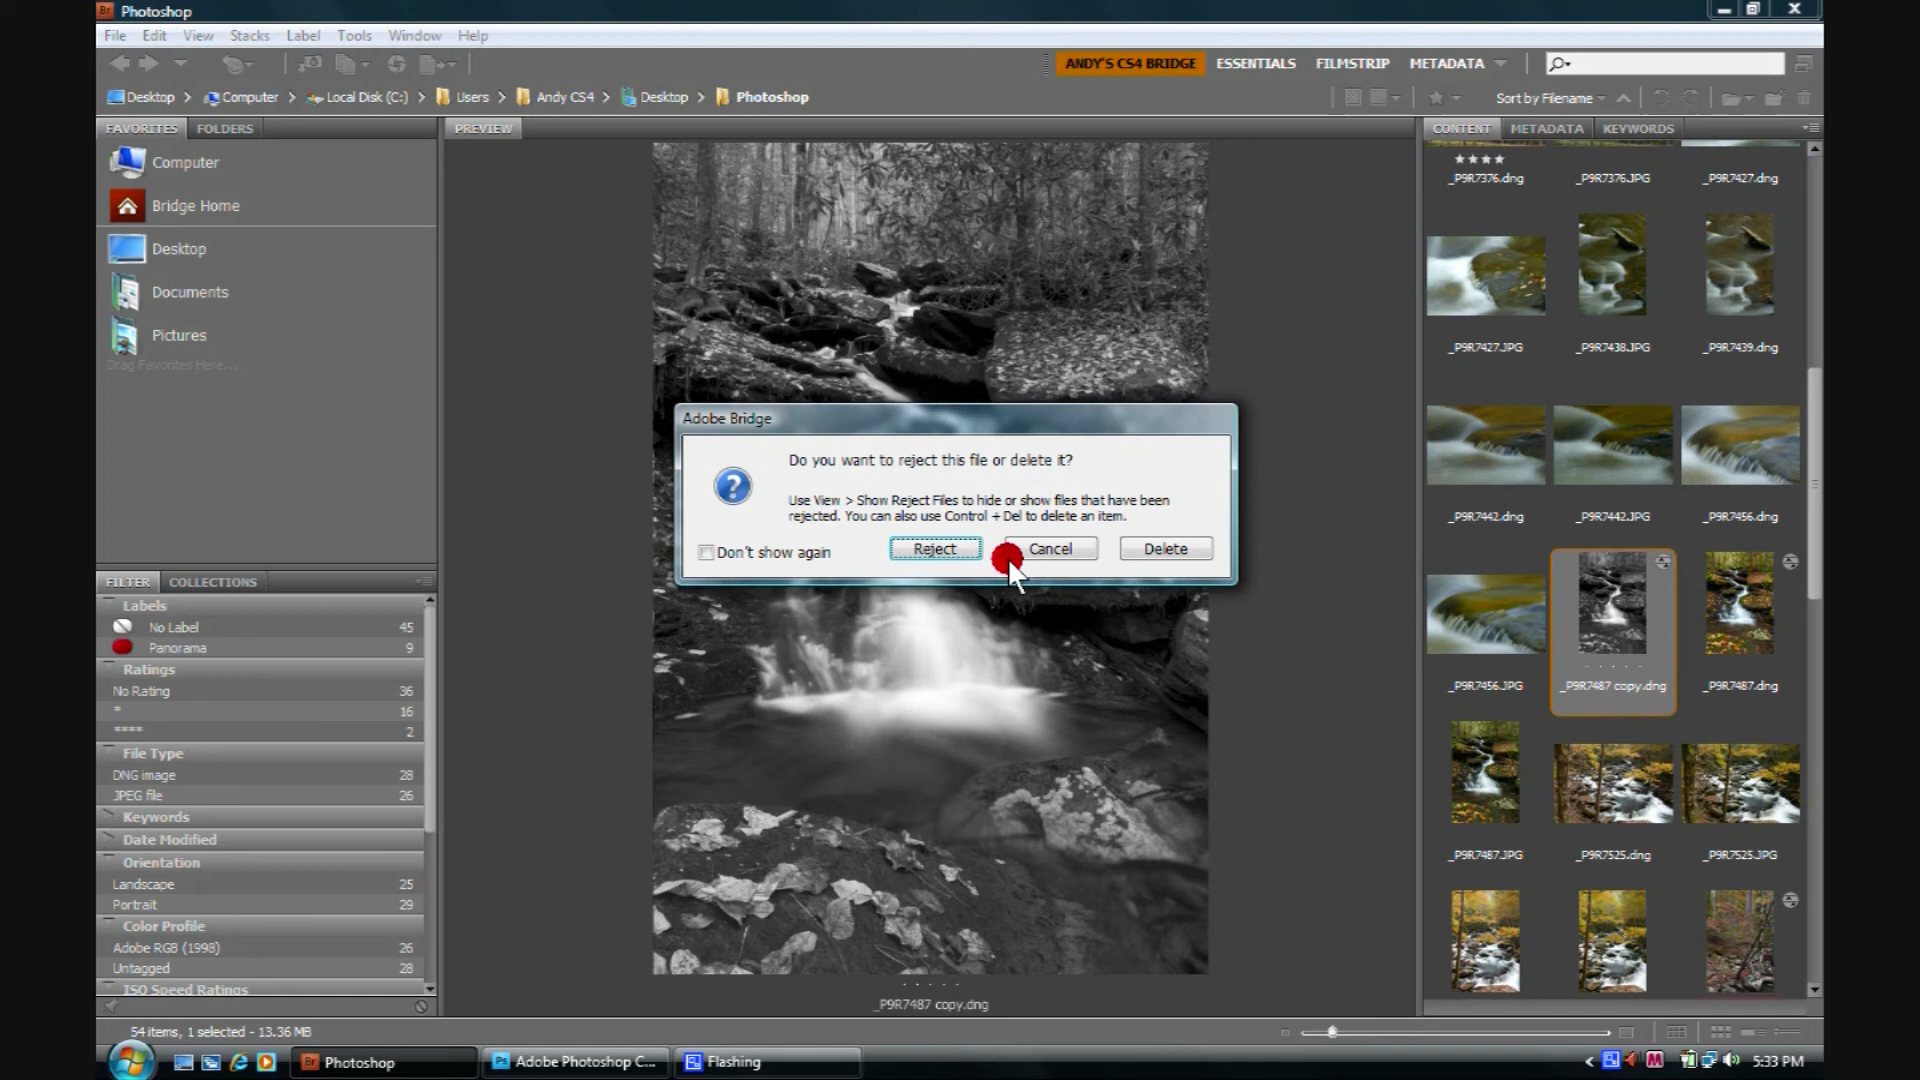 Br Photoshop
File Edit View Stacks Label Tools Window Help
ANDY'S CS4 BRIDGE ESSENTIALS FILMSTRIP METADATA
Desktop > Computer > Local Disk (C:) > Users > Andy CS4 > Desktop > Photoshop
Sort by Filename
FAVORITES FOLDERS
Computer
Bridge Home
Desktop
Documents
Pictures
Drag Favorites Here...
FILTER COLLECTIONS
Labels
No Label 45
Panorama 9
Ratings
No Rating 36
* 16
**** 2
File Type
DNG image 28
JPEG file 26
Keywords
Date Modified
Orientation
Landscape 25
Portrait 29
Color Profile
Adobe RGB (1998) 26
Untagged 28
ISO Speed Ratings
PREVIEW
Adobe Bridge
Do you want to reject this file or delete it?
Use View > Show Reject Files to hide or show files that have been
rejected. You can also use Control + Del to delete an item.
Don't show again
Reject Cancel Delete
_P9R7487 copy.dng
CONTENT METADATA KEYWORDS
★★★★
_P9R7376.dng _P9R7376.JPG _P9R7427.dng
_P9R7427.JPG _P9R7438.JPG _P9R7439.dng
_P9R7442.dng _P9R7442.JPG _P9R7456.dng
_P9R7456.JPG _P9R7487 copy.dng _P9R7487.dng
_P9R7487.JPG _P9R7525.dng _P9R7525.JPG
54 items, 1 selected - 13.36 MB
Br Photoshop
Ps Adobe Photoshop C...
Flashing
5:33 PM